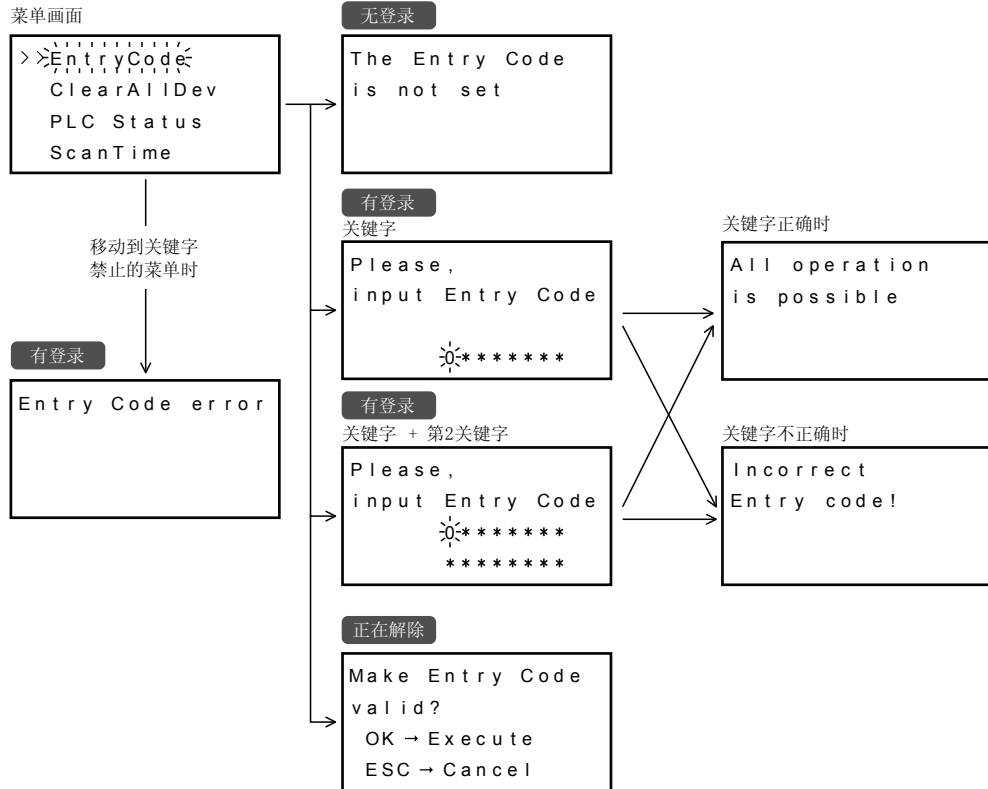 菜单画面
>>EntryCode
ClearAllDev
PLC Status
ScanTime
移动到关键字
禁止的菜单时
有登录
Entry Code error
无登录
The Entry Code
is not set
有登录
关键字
Please,
input Entry Code
0*******
有登录
关键字 + 第2关键字
Please,
input Entry Code
0*******
********
正在解除
Make Entry Code
valid?
OK→Execute
ESC→Cancel
关键字正确时
All operation
is possible
关键字不正确时
Incorrect
Entry code!